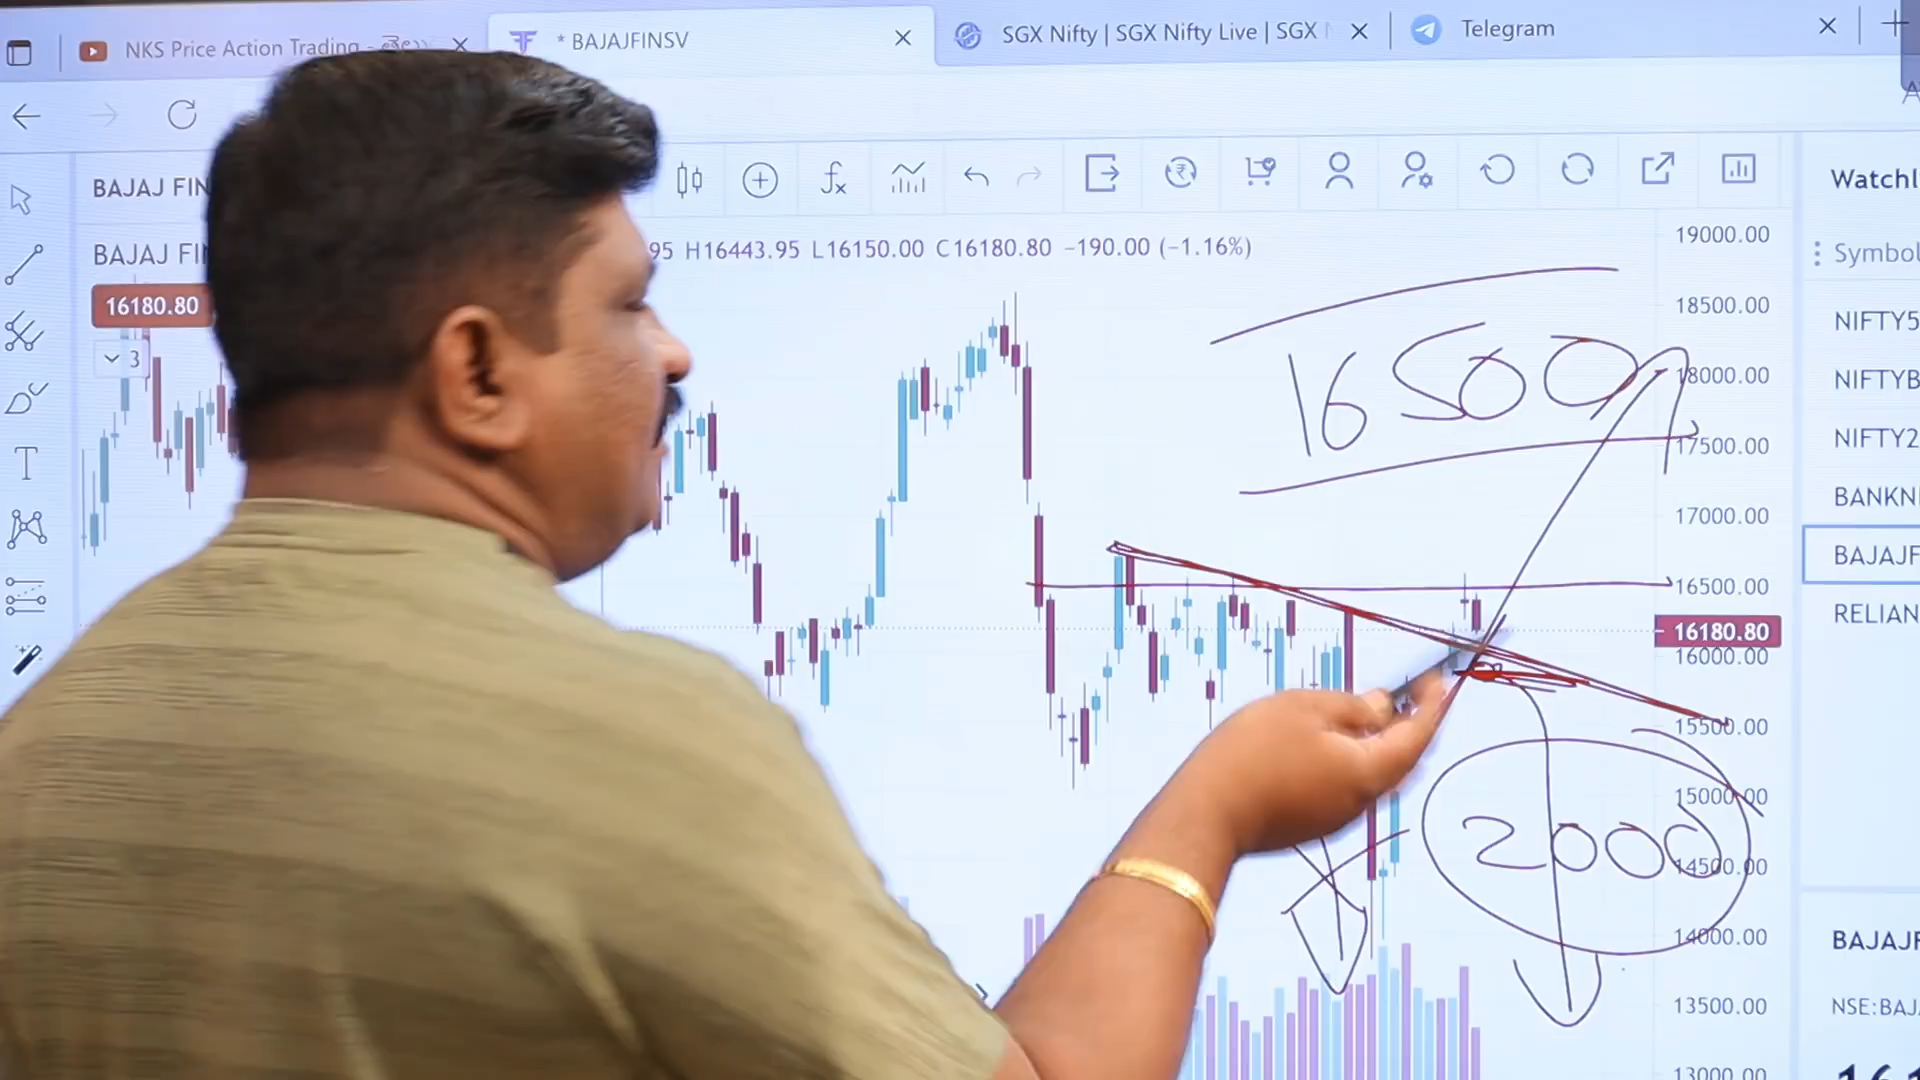 NKS Price Action Trading - తెలు
* BAJAJFINSV
SGX Nifty | SGX Nifty Live | SGX
Telegram
BAJAJ FIN
Watchl
BAJAJ FI
95 H16443.95 L16150.00 C16180.80 −190.00 (−1.16%)
Symbol
16180.80
3
19000.00
18500.00
18000.00
17500.00
17000.00
16500.00
16180.80
16000.00
15500.00
15000.00
14500.00
14000.00
13500.00
13000.00
16500
2000
NIFTY5
NIFTYB
NIFTY2
BANKNI
BAJAJF
RELIAN
BAJAJF
NSE:BAJ